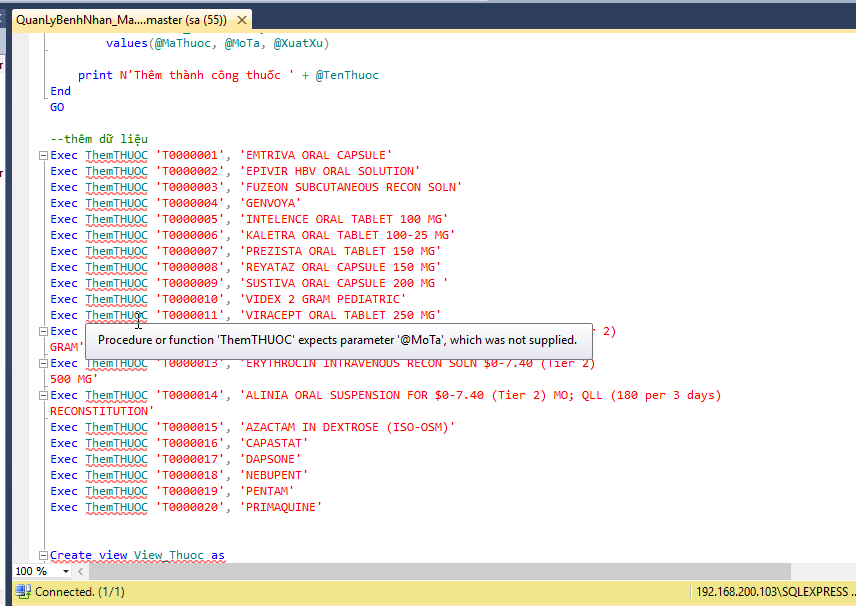 QuanLyBenhNhan_Ma....master (sa (55))
values(@MaThuoc, @MoTa, @XuatXu)
print N'Thêm thành công thuốc ' + @TenThuoc
End
GO
--thêm dữ liệu
Exec ThemTHUOC 'T0000001', 'EMTRIVA ORAL CAPSULE'
Exec ThemTHUOC 'T0000002', 'EPIVIR HBV ORAL SOLUTION'
Exec ThemTHUOC 'T0000003', 'FUZEON SUBCUTANEOUS RECON SOLN'
Exec ThemTHUOC 'T0000004', 'GENVOYA'
Exec ThemTHUOC 'T0000005', 'INTELENCE ORAL TABLET 100 MG'
Exec ThemTHUOC 'T0000006', 'KALETRA ORAL TABLET 100-25 MG'
Exec ThemTHUOC 'T0000007', 'PREZISTA ORAL TABLET 150 MG'
Exec ThemTHUOC 'T0000008', 'REYATAZ ORAL CAPSULE 150 MG'
Exec ThemTHUOC 'T0000009', 'SUSTIVA ORAL CAPSULE 200 MG '
Exec ThemTHUOC 'T0000010', 'VIDEX 2 GRAM PEDIATRIC'
Exec ThemTHUOC 'T0000011', 'VIRACEPT ORAL TABLET 250 MG'
Exec 2)
Procedure or function 'ThemTHUOC' expects parameter '@MoTa', which was not supplied.
GRAM'
Exec ThemTHUOC 'T0000013', 'ERYTHROCIN INTRAVENOUS RECON SOLN $0-7.40 (Tier 2)
500 MG'
Exec ThemTHUOC 'T0000014', 'ALINIA ORAL SUSPENSION FOR $0-7.40 (Tier 2) MO; QLL (180 per 3 days)
RECONSTITUTION'
Exec ThemTHUOC 'T0000015', 'AZACTAM IN DEXTROSE (ISO-OSM)'
Exec ThemTHUOC 'T0000016', 'CAPASTAT'
Exec ThemTHUOC 'T0000017', 'DAPSONE'
Exec ThemTHUOC 'T0000018', 'NEBUPENT'
Exec ThemTHUOC 'T0000019', 'PENTAM'
Exec ThemTHUOC 'T0000020', 'PRIMAQUINE'
Create view View_Thuoc as
100 %
Connected. (1/1)
192.168.200.103\SQLEXPRESS ...